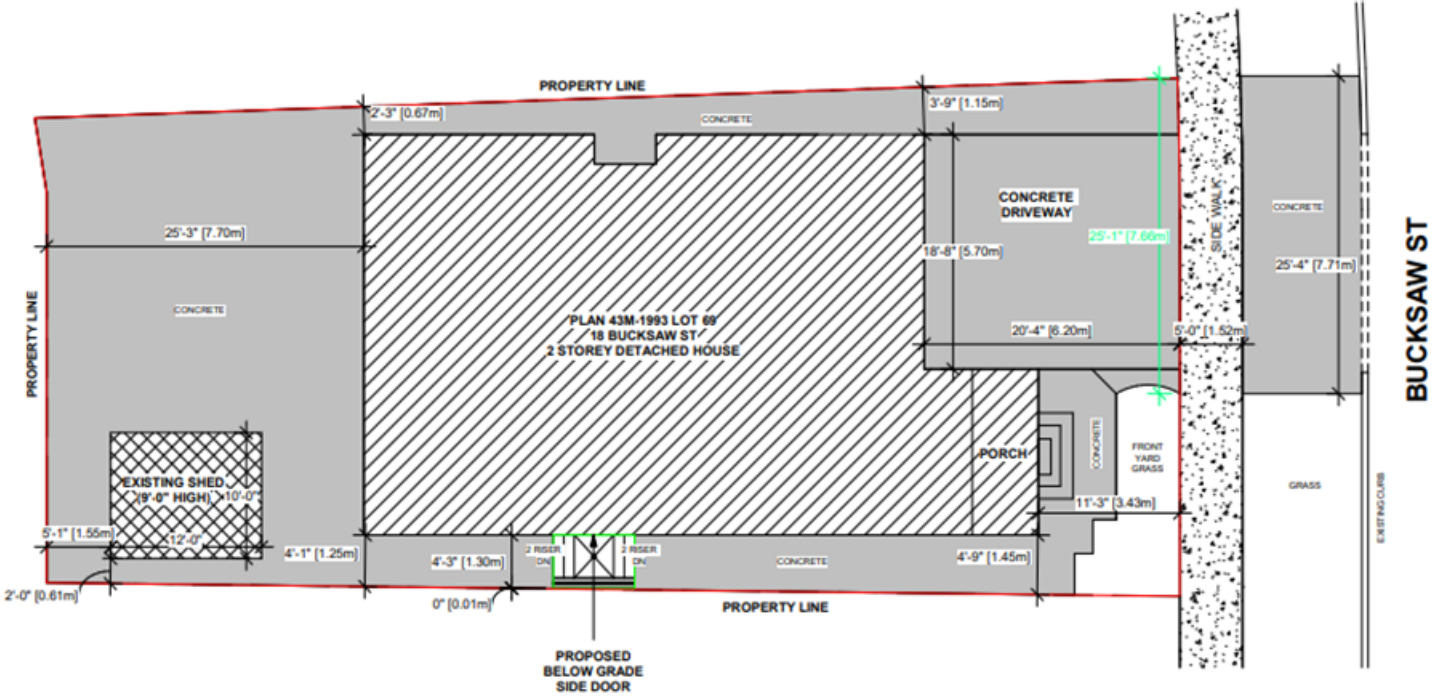 PROPERTY LINE
2'-3" [0.67m]
3'-9" [1.15m]
CONCRETE
CONCRETE
DRIVEWAY
SIDE WALK
CONCRETE
25'-3" [7.70m]
25'-1" [7.66m]
18'-8" [5.70m]
25'-4" [7.71m]
BUCKSAW ST
CONCRETE
PROPERTY LINE
PLAN 43M-1993 LOT 69
18 BUCKSAW ST
2 STOREY DETACHED HOUSE
20'-4" [6.20m]
5'-0" [1.52m]
PORCH
CONCRETE
FRONT
YARD
GRASS
GRASS
EXISTING CURB
EXISTING SHED
(9'-0" HIGH)
10'-0"
11'-3" [3.43m]
5'-1" [1.55m]
12'-0"
4'-1" [1.25m]
4'-3" [1.30m]
2 RISER
DN
2 RISER
DN
CONCRETE
4'-9" [1.45m]
2'-0" [0.61m]
0" [0.01m]
PROPERTY LINE
PROPOSED
BELOW GRADE
SIDE DOOR